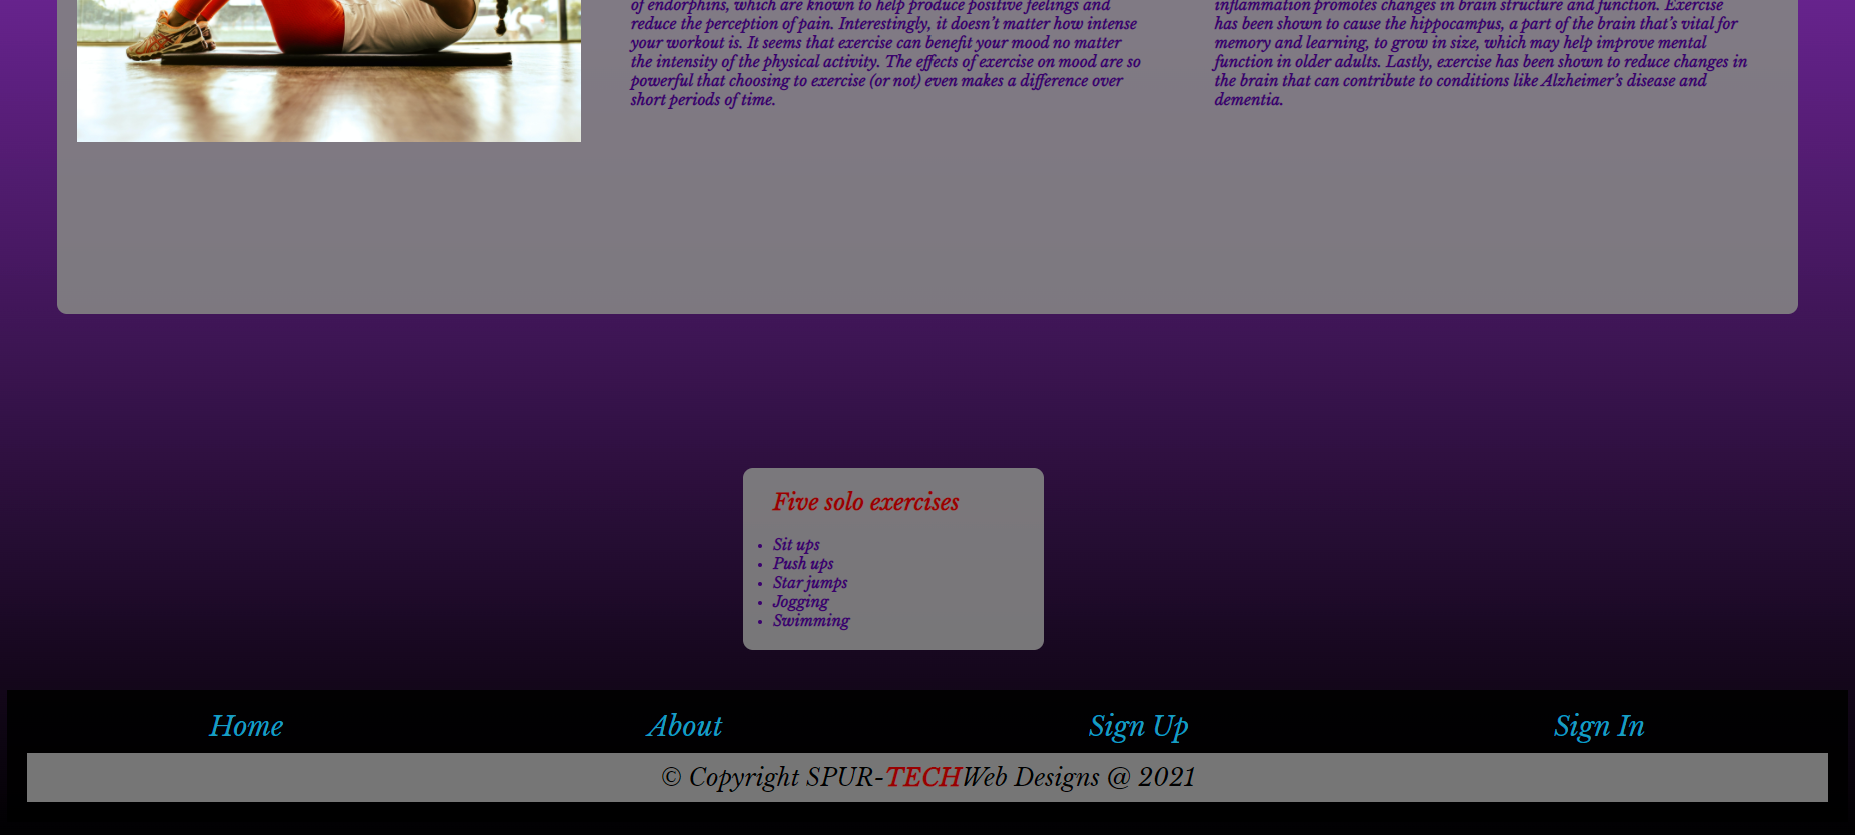 of endorphins, which are known to help produce positive feelings and
reduce the perception of pain. Interestingly, it doesn’t matter how intense
your workout is. It seems that exercise can benefit your mood no matter
the intensity of the physical activity. The effects of exercise on mood are so
powerful that choosing to exercise (or not) even makes a difference over
short periods of time.
inflammation promotes changes in brain structure and function. Exercise
has been shown to cause the hippocampus, a part of the brain that’s vital for
memory and learning, to grow in size, which may help improve mental
function in older adults. Lastly, exercise has been shown to reduce changes in
the brain that can contribute to conditions like Alzheimer’s disease and
dementia.
Five solo exercises
• Sit ups
• Push ups
• Star jumps
• Jogging
• Swimming
Home About Sign Up Sign In
© Copyright SPUR-TECHWeb Designs @ 2021